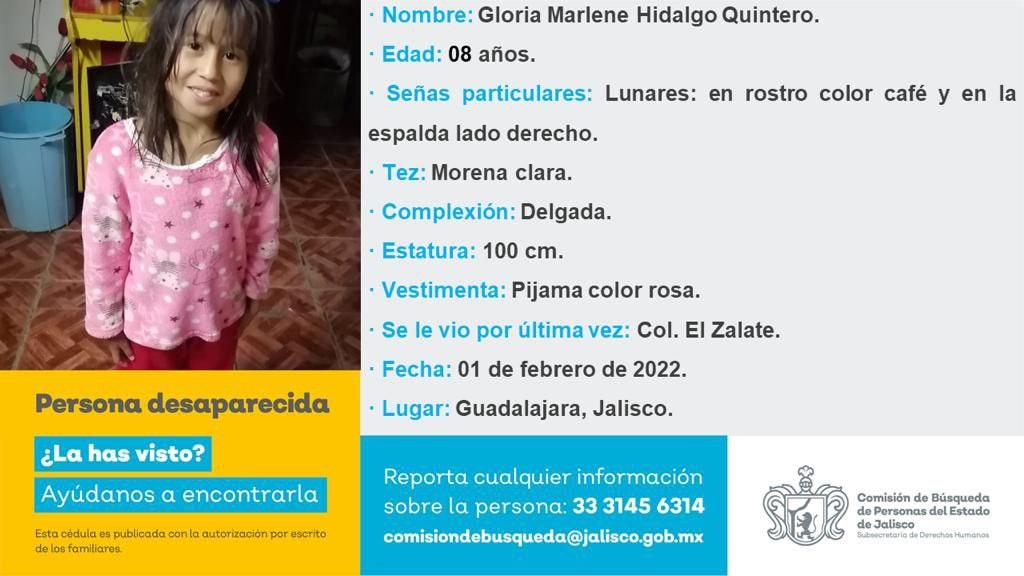 · Nombre: Gloria Marlene Hidalgo Quintero.
· Edad: 08 años.
· Señas particulares: Lunares: en rostro color café y en la
espalda lado derecho.
· Tez: Morena clara.
· Complexión: Delgada.
· Estatura: 100 cm.
· Vestimenta: Pijama color rosa.
· Se le vio por última vez: Col. El Zalate.
· Fecha: 01 de febrero de 2022.
· Lugar: Guadalajara, Jalisco.
Persona desaparecida
¿La has visto?
Ayúdanos a encontrarla
Esta cédula es publicada con la autorización por escrito
de los familiares.
Reporta cualquier información
sobre la persona: 33 3145 6314
comisiondebusqueda@jalisco.gob.mx
Comisión de Búsqueda
de Personas del Estado
de Jalisco
Subsecretaría de Derechos Humanos